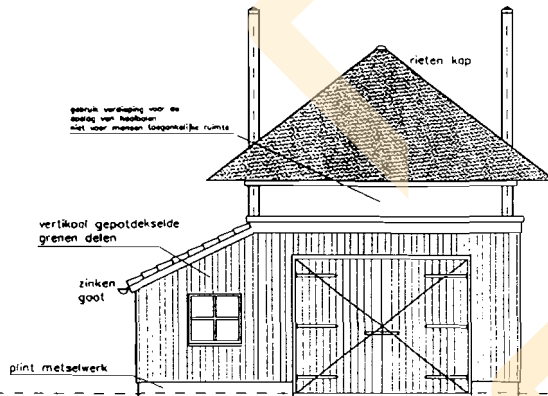 rieten kap
gebruik verdieping voor de
opslag van hooibalen
niet voor mensen toegankelijke ruimte
vertikaal gepotdekselde
grenen delen
zinken
goot
plint metselwerk